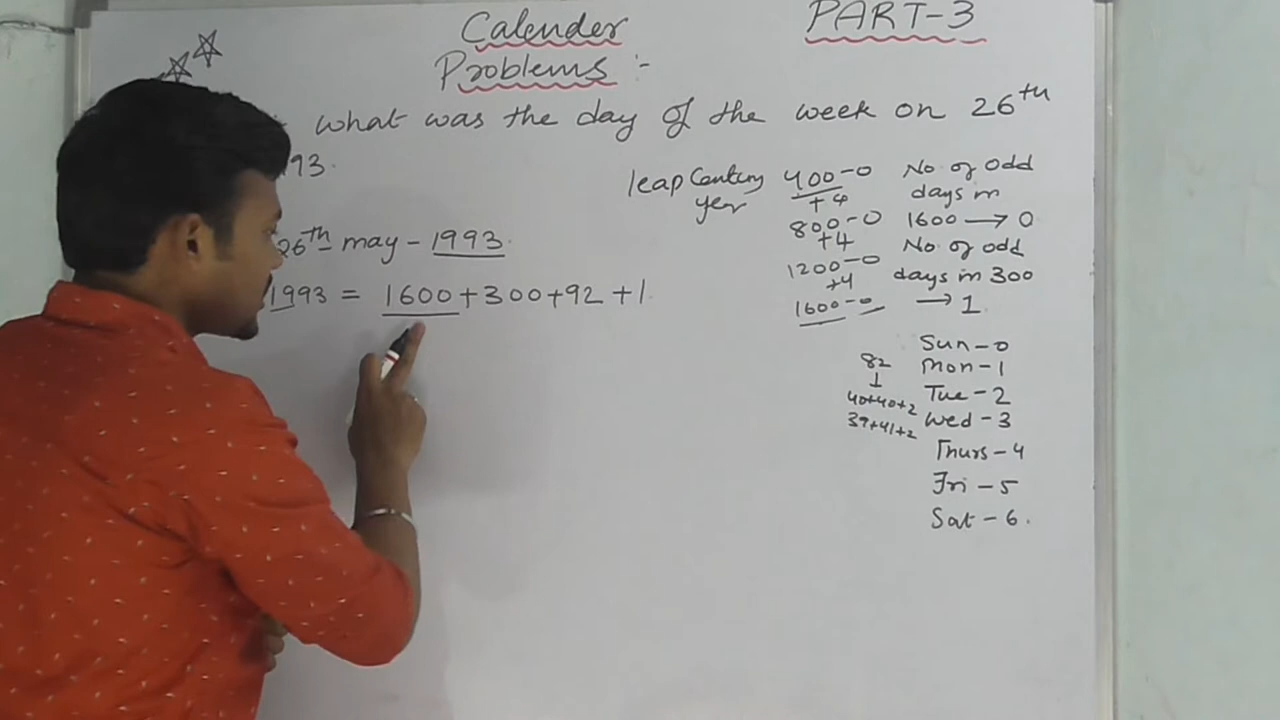 Calender PART-3
Problems :-
what was the day of the week on 26th
93.
26th may - 1993.
1993 = 1600+300+92+1
leap Century year
400-0
+4
800-0
+4
1200-0
+4
1600-0
No of odd
days in
1600 → 0
No of odd
days in 300
→ 1
Sun-0
Mon-1
Tue-2
Wed-3
Thurs-4
Fri-5
Sat-6.
82
↓
40+40+2
39+41+2